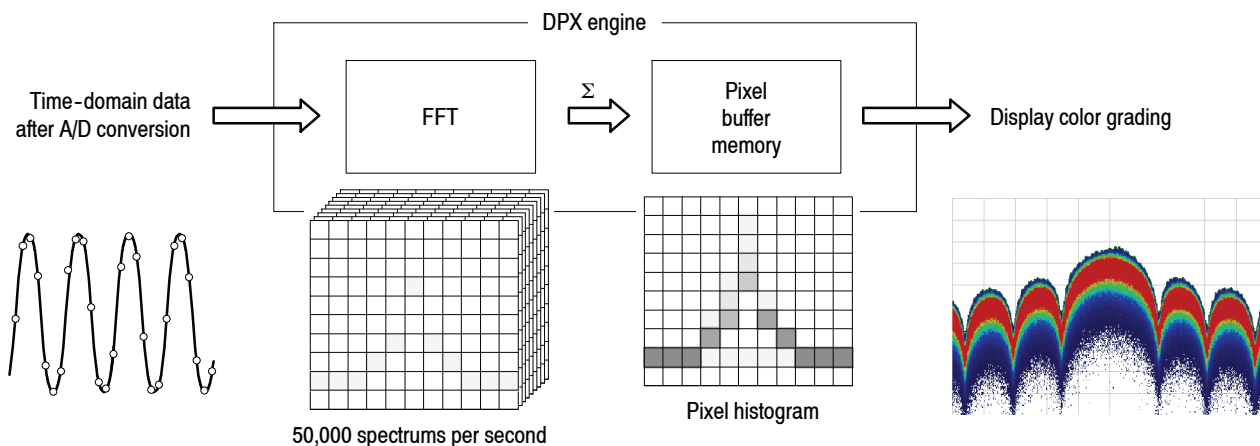 DPX engine
Time-domain data
after A/D conversion
FFT
Σ
Pixel
buffer
memory
Display color grading
Pixel histogram
50,000 spectrums per second